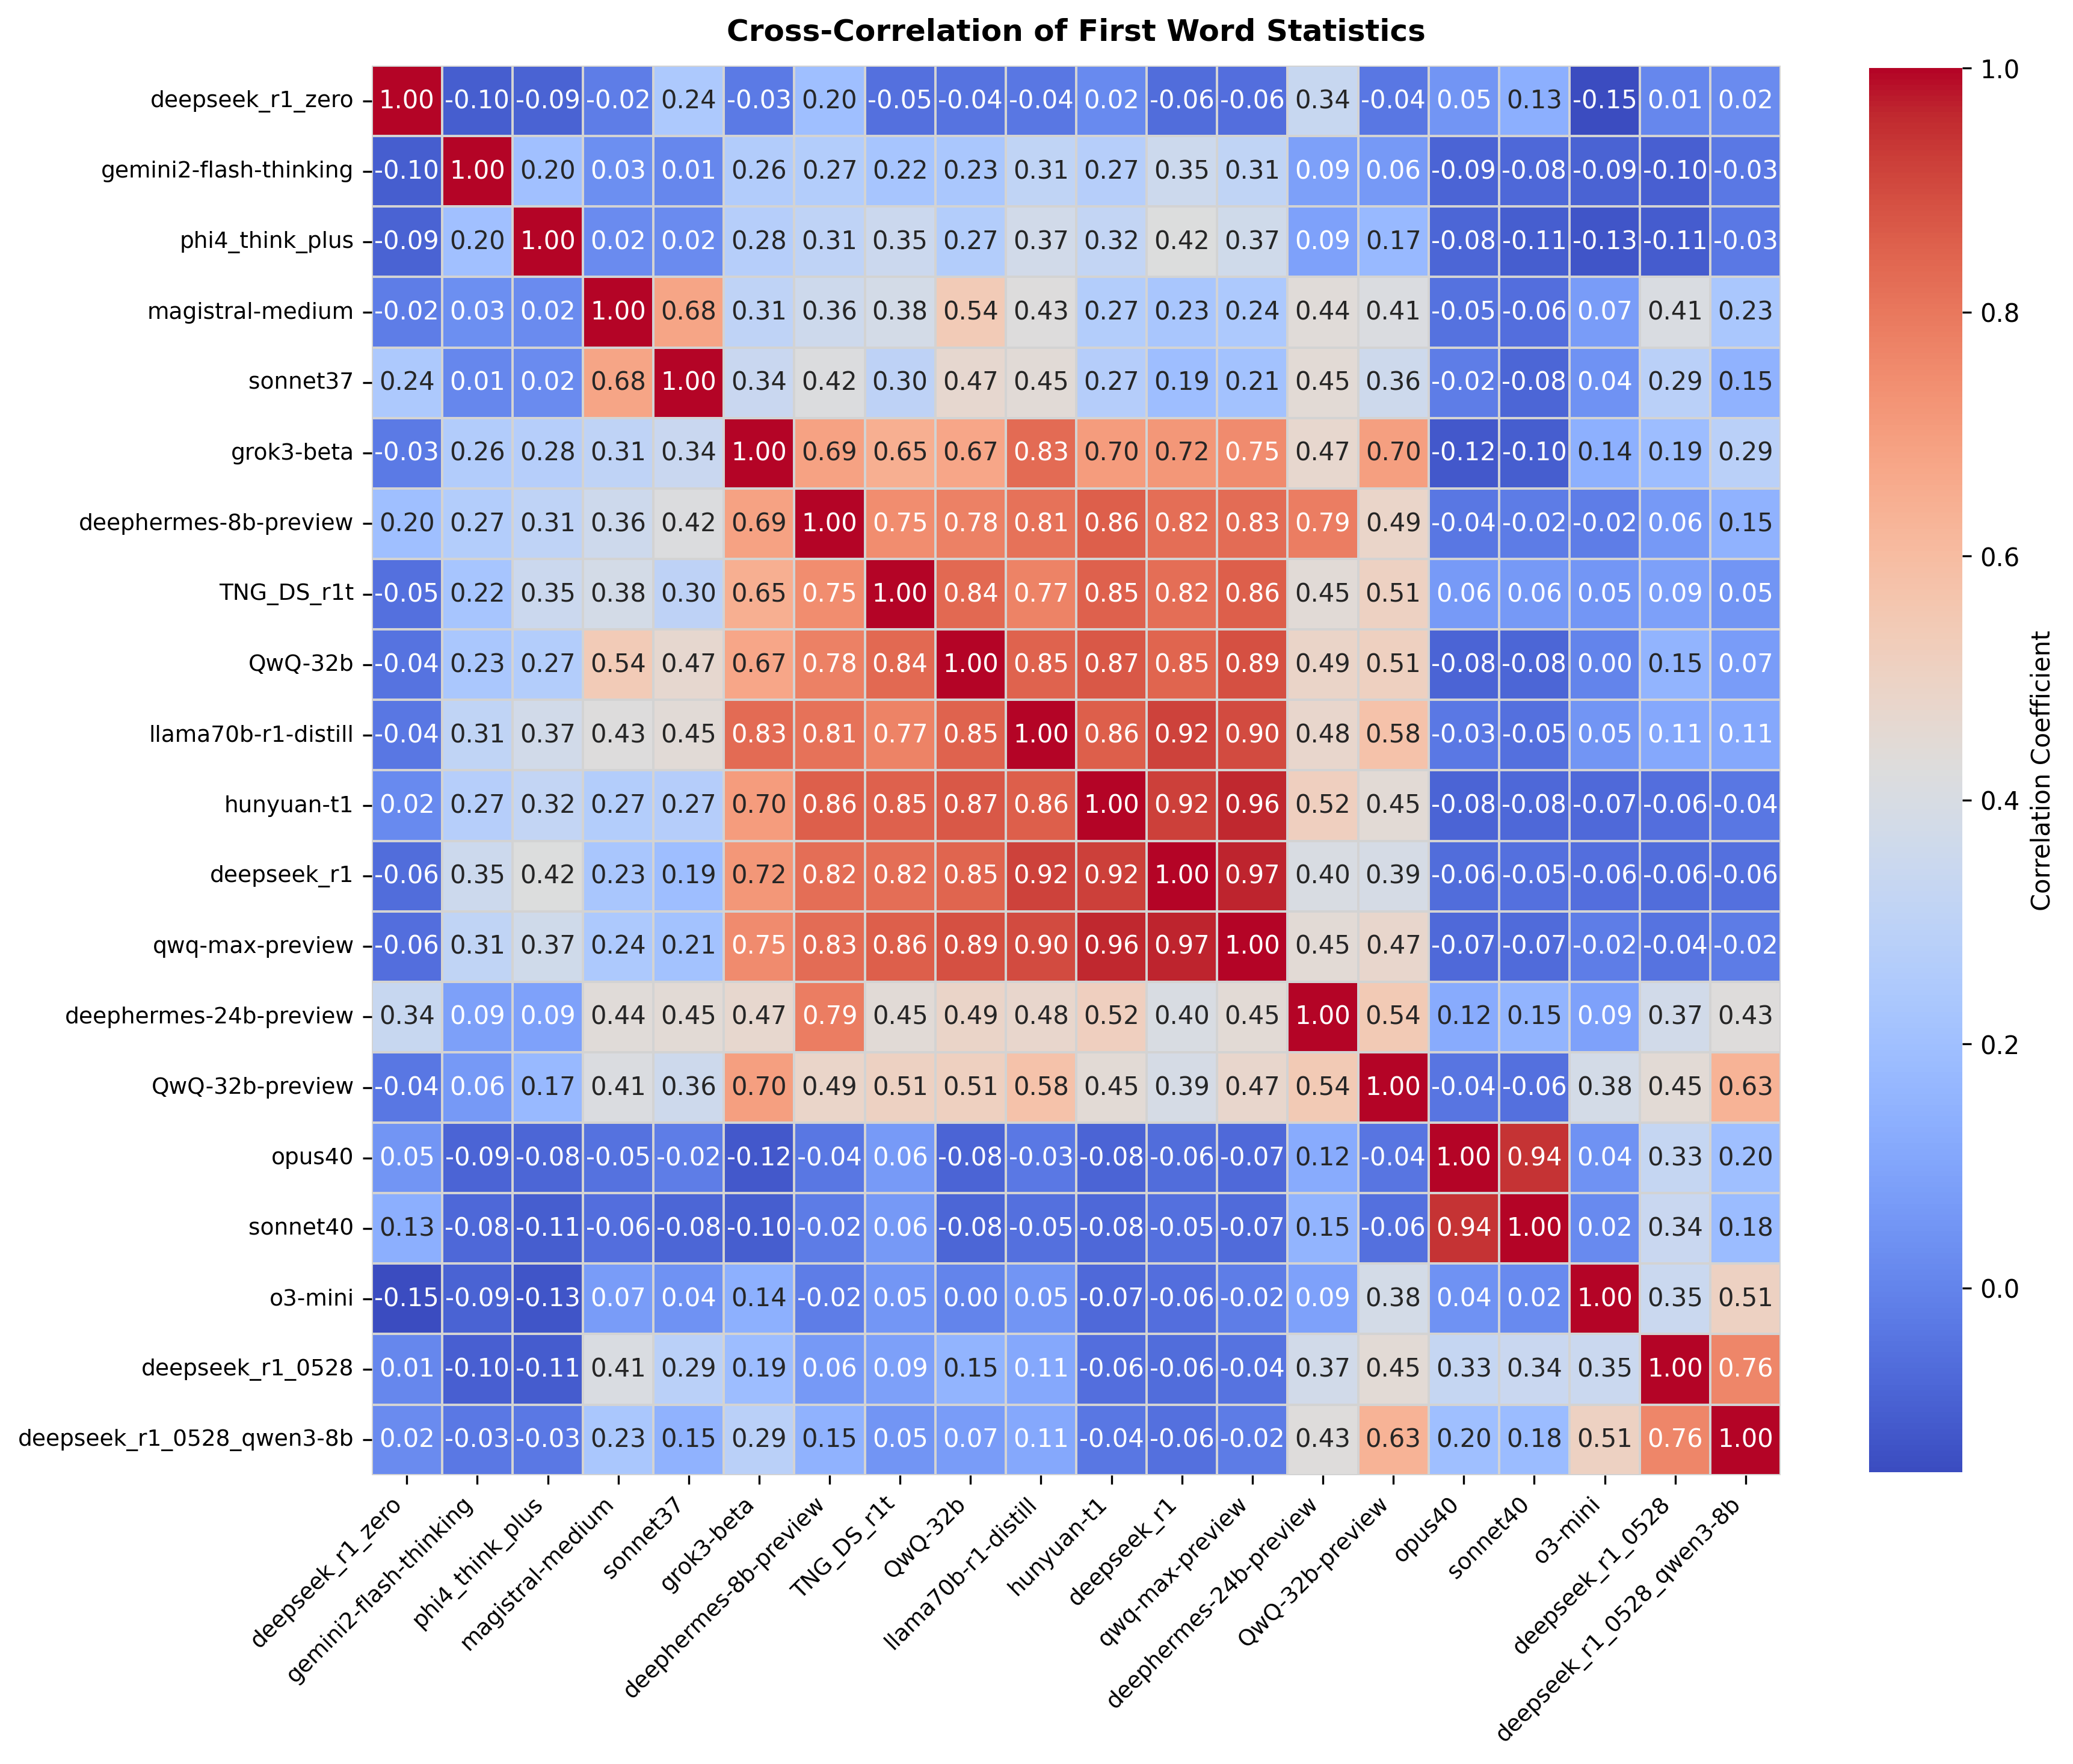 Cross-Correlation of First Word Statistics
deepseek_r1_zero 1.00 -0.10 -0.09 -0.02 0.24 -0.03 0.20 -0.05 -0.04 -0.04 0.02 -0.06 -0.06 0.34 -0.04 0.05 0.13 -0.15 0.01 0.02
gemini2-flash-thinking -0.10 1.00 0.20 0.03 0.01 0.26 0.27 0.22 0.23 0.31 0.27 0.35 0.31 0.09 0.06 -0.09 -0.08 -0.09 -0.10 -0.03
phi4_think_plus -0.09 0.20 1.00 0.02 0.02 0.28 0.31 0.35 0.27 0.37 0.32 0.42 0.37 0.09 0.17 -0.08 -0.11 -0.13 -0.11 -0.03
magistral-medium -0.02 0.03 0.02 1.00 0.68 0.31 0.36 0.38 0.54 0.43 0.27 0.23 0.24 0.44 0.41 -0.05 -0.06 0.07 0.41 0.23
sonnet37 0.24 0.01 0.02 0.68 1.00 0.34 0.42 0.30 0.47 0.45 0.27 0.19 0.21 0.45 0.36 -0.02 -0.08 0.04 0.29 0.15
grok3-beta -0.03 0.26 0.28 0.31 0.34 1.00 0.69 0.65 0.67 0.83 0.70 0.72 0.75 0.47 0.70 -0.12 -0.10 0.14 0.19 0.29
deephermes-8b-preview 0.20 0.27 0.31 0.36 0.42 0.69 1.00 0.75 0.78 0.81 0.86 0.82 0.83 0.79 0.49 -0.04 -0.02 -0.02 0.06 0.15
TNG_DS_r1t -0.05 0.22 0.35 0.38 0.30 0.65 0.75 1.00 0.84 0.77 0.85 0.82 0.86 0.45 0.51 0.06 0.06 0.05 0.09 0.05
QwQ-32b -0.04 0.23 0.27 0.54 0.47 0.67 0.78 0.84 1.00 0.85 0.87 0.85 0.89 0.49 0.51 -0.08 -0.08 0.00 0.15 0.07
llama70b-r1-distill -0.04 0.31 0.37 0.43 0.45 0.83 0.81 0.77 0.85 1.00 0.86 0.92 0.90 0.48 0.58 -0.03 -0.05 0.05 0.11 0.11
hunyuan-t1 0.02 0.27 0.32 0.27 0.27 0.70 0.86 0.85 0.87 0.86 1.00 0.92 0.96 0.52 0.45 -0.08 -0.08 -0.07 -0.06 -0.04
deepseek_r1 -0.06 0.35 0.42 0.23 0.19 0.72 0.82 0.82 0.85 0.92 0.92 1.00 0.97 0.40 0.39 -0.06 -0.05 -0.06 -0.06 -0.06
qwq-max-preview -0.06 0.31 0.37 0.24 0.21 0.75 0.83 0.86 0.89 0.90 0.96 0.97 1.00 0.45 0.47 -0.07 -0.07 -0.02 -0.04 -0.02
deephermes-24b-preview 0.34 0.09 0.09 0.44 0.45 0.47 0.79 0.45 0.49 0.48 0.52 0.40 0.45 1.00 0.54 0.12 0.15 0.09 0.37 0.43
QwQ-32b-preview -0.04 0.06 0.17 0.41 0.36 0.70 0.49 0.51 0.51 0.58 0.45 0.39 0.47 0.54 1.00 -0.04 -0.06 0.38 0.45 0.63
opus40 0.05 -0.09 -0.08 -0.05 -0.02 -0.12 -0.04 0.06 -0.08 -0.03 -0.08 -0.06 -0.07 0.12 -0.04 1.00 0.94 0.04 0.33 0.20
sonnet40 0.13 -0.08 -0.11 -0.06 -0.08 -0.10 -0.02 0.06 -0.08 -0.05 -0.08 -0.05 -0.07 0.15 -0.06 0.94 1.00 0.02 0.34 0.18
o3-mini -0.15 -0.09 -0.13 0.07 0.04 0.14 -0.02 0.05 0.00 0.05 -0.07 -0.06 -0.02 0.09 0.38 0.04 0.02 1.00 0.35 0.51
deepseek_r1_0528 0.01 -0.10 -0.11 0.41 0.29 0.19 0.06 0.09 0.15 0.11 -0.06 -0.06 -0.04 0.37 0.45 0.33 0.34 0.35 1.00 0.76
deepseek_r1_0528_qwen3-8b 0.02 -0.03 -0.03 0.23 0.15 0.29 0.15 0.05 0.07 0.11 -0.04 -0.06 -0.02 0.43 0.63 0.20 0.18 0.51 0.76 1.00
deepseek_r1_zero
gemini2-flash-thinking
phi4_think_plus
magistral-medium
sonnet37
grok3-beta
deephermes-8b-preview
TNG_DS_r1t
QwQ-32b
llama70b-r1-distill
hunyuan-t1
deepseek_r1
qwq-max-preview
deephermes-24b-preview
QwQ-32b-preview
opus40
sonnet40
o3-mini
deepseek_r1_0528
deepseek_r1_0528_qwen3-8b
1.0
0.8
0.6
0.4
0.2
0.0
Correlation Coefficient